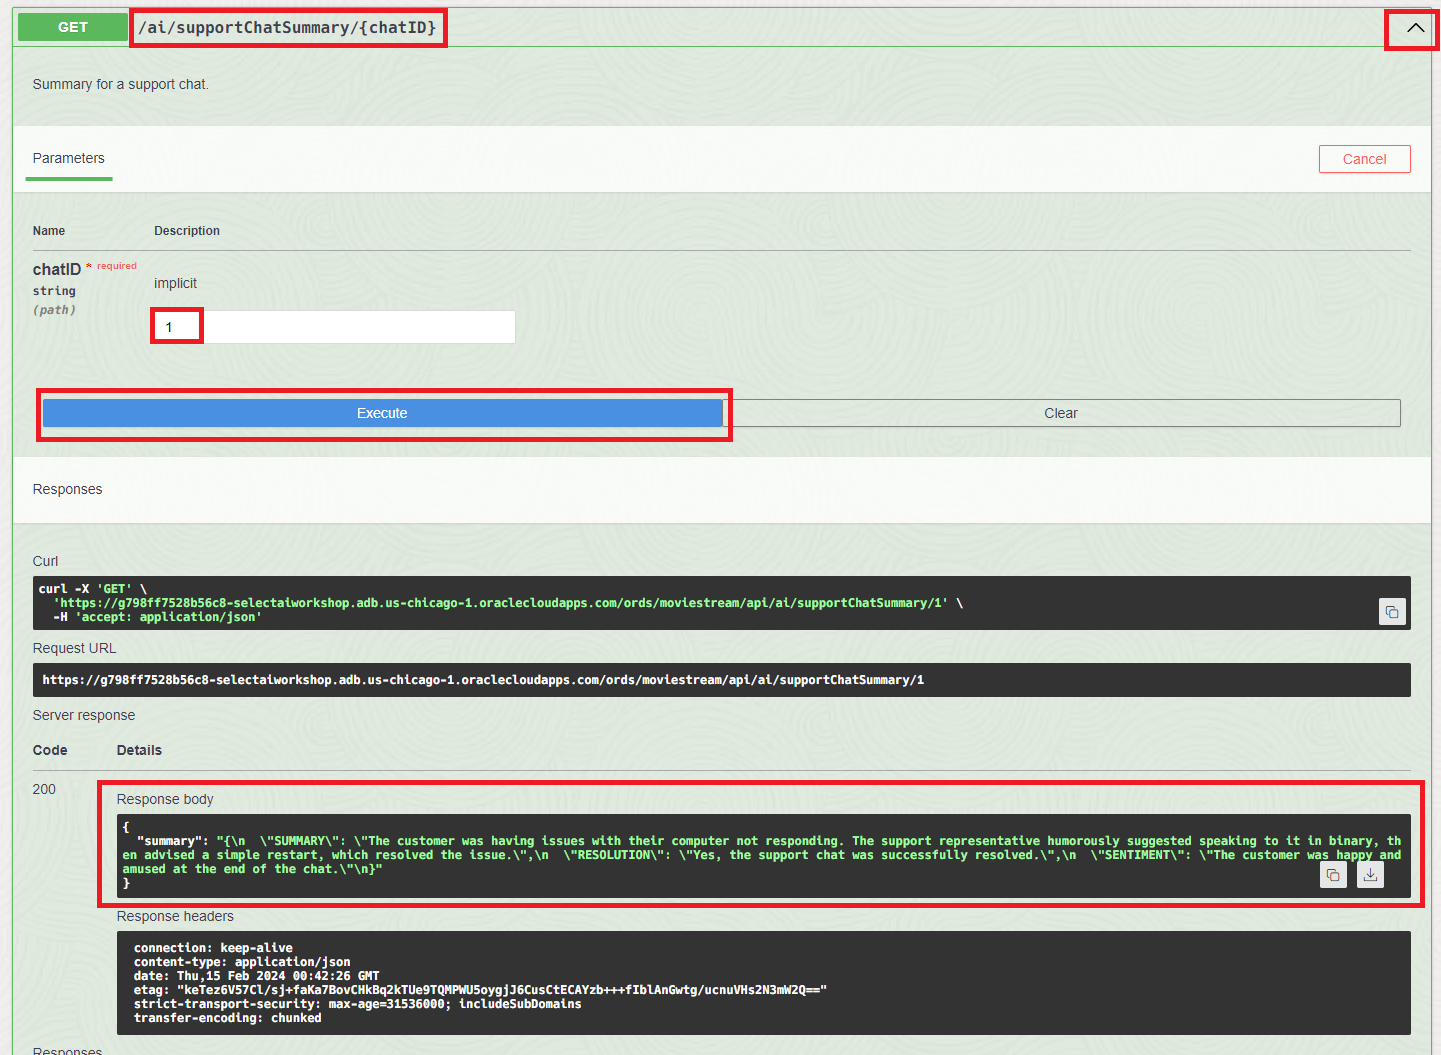 GET /ai/supportChatSummary/{chatID}
Summary for a support chat.
Parameters
Cancel
Name Description
chatID * required
string
(path)
implicit
1
Execute
Clear
Responses
Curl
curl -X 'GET' \
'https://g798ff7528b56c8-selectaiworkshop.adb.us-chicago-1.oraclecloudapps.com/ords/moviestream/api/ai/supportChatSummary/1' \
-H 'accept: application/json'
Request URL
https://g798ff7528b56c8-selectaiworkshop.adb.us-chicago-1.oraclecloudapps.com/ords/moviestream/api/ai/supportChatSummary/1
Server response
Code Details
200
Response body
{
"summary": "{\n  \"SUMMARY\": \"The customer was having issues with their computer not responding. The support representative humorously suggested speaking to it in binary, th
en advised a simple restart, which resolved the issue.\",\n  \"RESOLUTION\": \"Yes, the support chat was successfully resolved.\",\n  \"SENTIMENT\": \"The customer was happy and
amused at the end of the chat.\"\n}"
}
Response headers
connection: keep-alive
content-type: application/json
date: Thu,15 Feb 2024 00:42:26 GMT
etag: "keTez6V57Cl/sj+faKa7BovCHkBq2kTUe9TQMPWU5oygjJ6CusCtECAYzb+++fIblAnGwtg/ucnuVHs2N3mW2Q=="
strict-transport-security: max-age=31536000; includeSubDomains
transfer-encoding: chunked
Responses